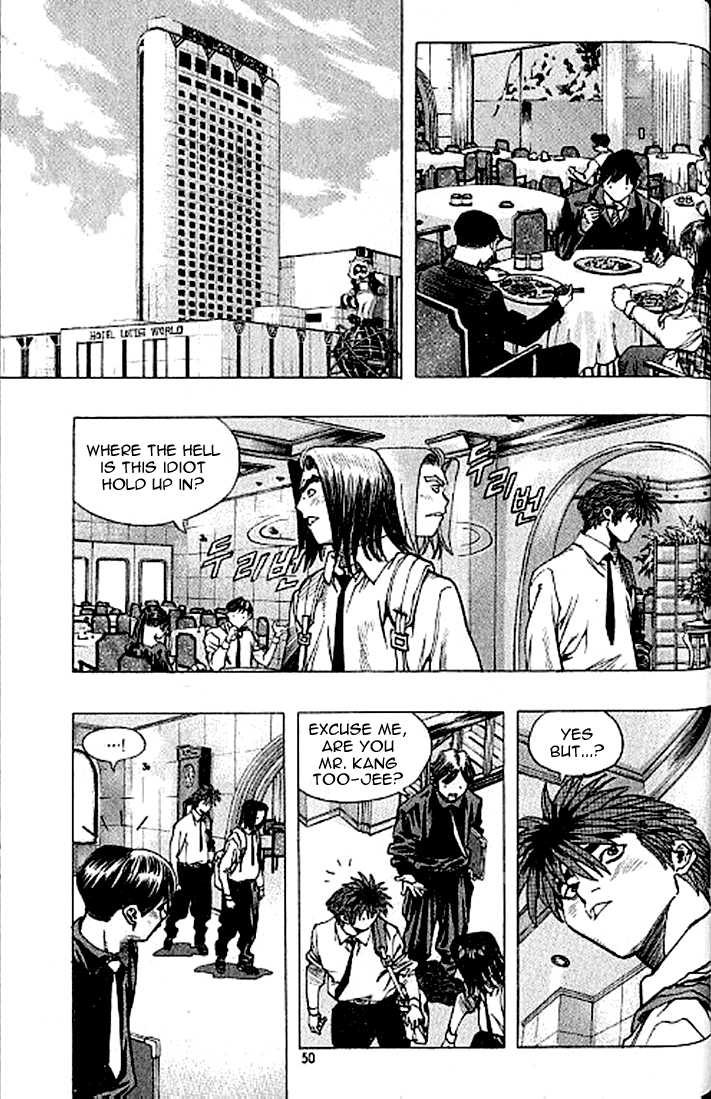 HOTEL LOTTE WORLD
WHERE THE HELL
IS THIS IDIOT
HOLD UP IN?
두리번
두리번
...!
EXCUSE ME,
ARE YOU
MR. KANG
TOO-JEE?
YES
BUT...?
50